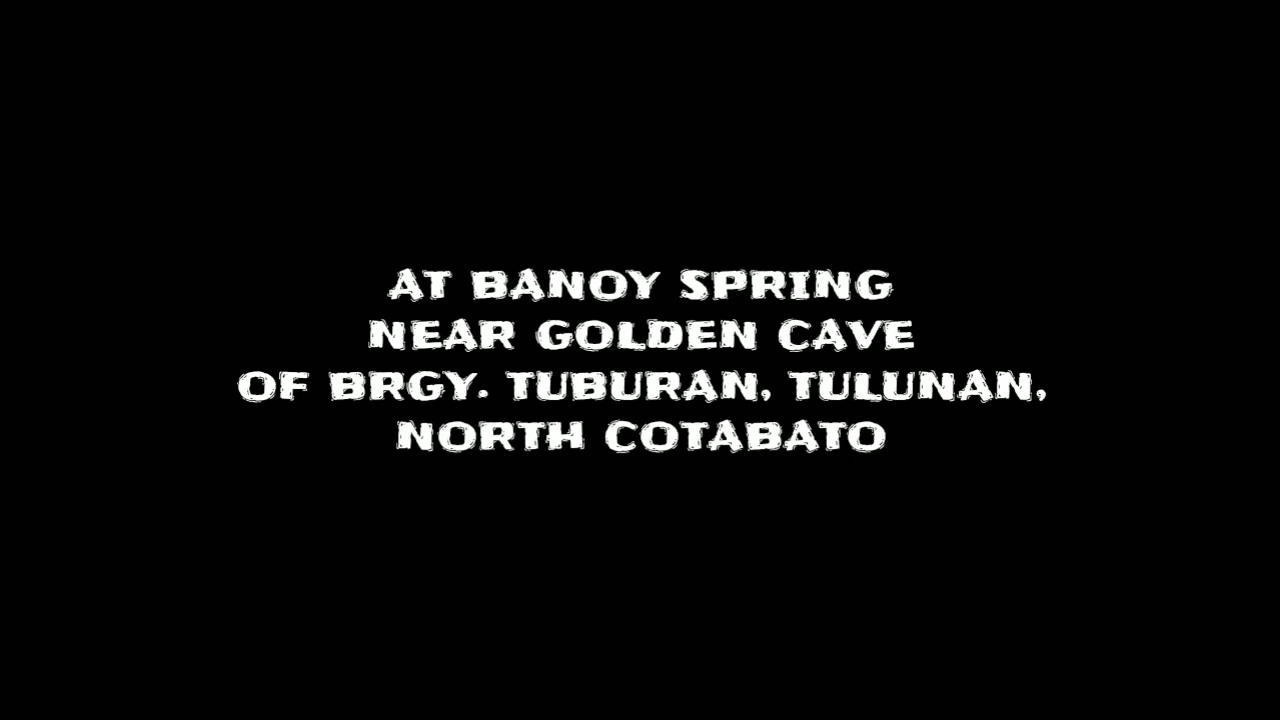 AT BANOY SPRING
NEAR GOLDEN CAVE
OF BRGY. TUBURAN, TULUNAN,
NORTH COTABATO